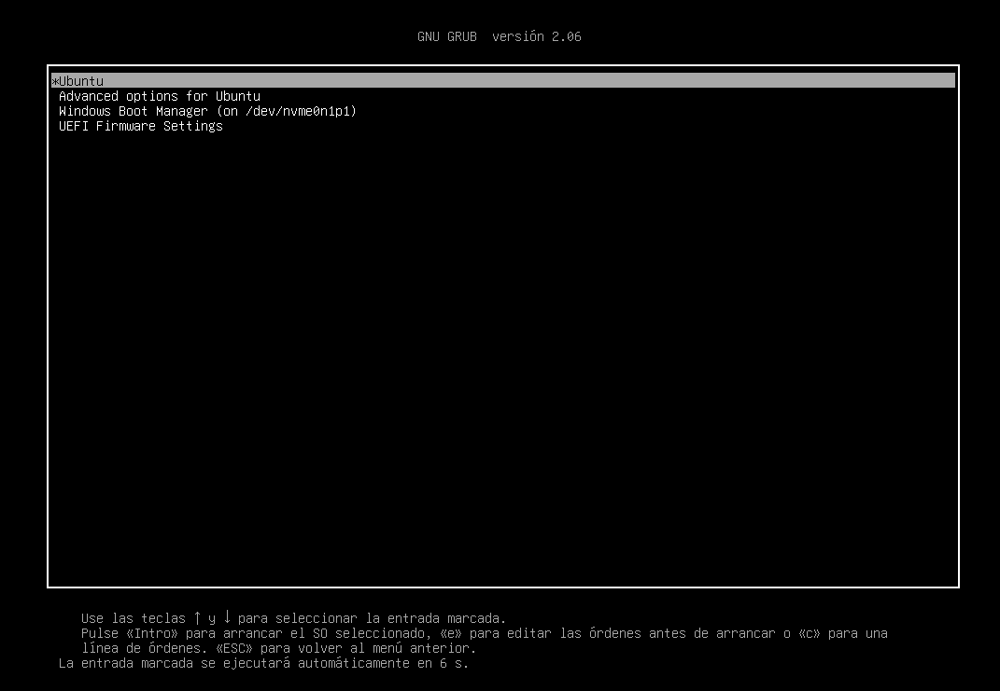 GNU GRUB  versión 2.06
*Ubuntu
Advanced options for Ubuntu
Windows Boot Manager (on /dev/nvme0n1p1)
UEFI Firmware Settings
Use las teclas ↑ y ↓ para seleccionar la entrada marcada.
Pulse «Intro» para arrancar el SO seleccionado, «e» para editar las órdenes antes de arrancar o «c» para una
línea de órdenes. «ESC» para volver al menú anterior.
La entrada marcada se ejecutará automáticamente en 6 s.